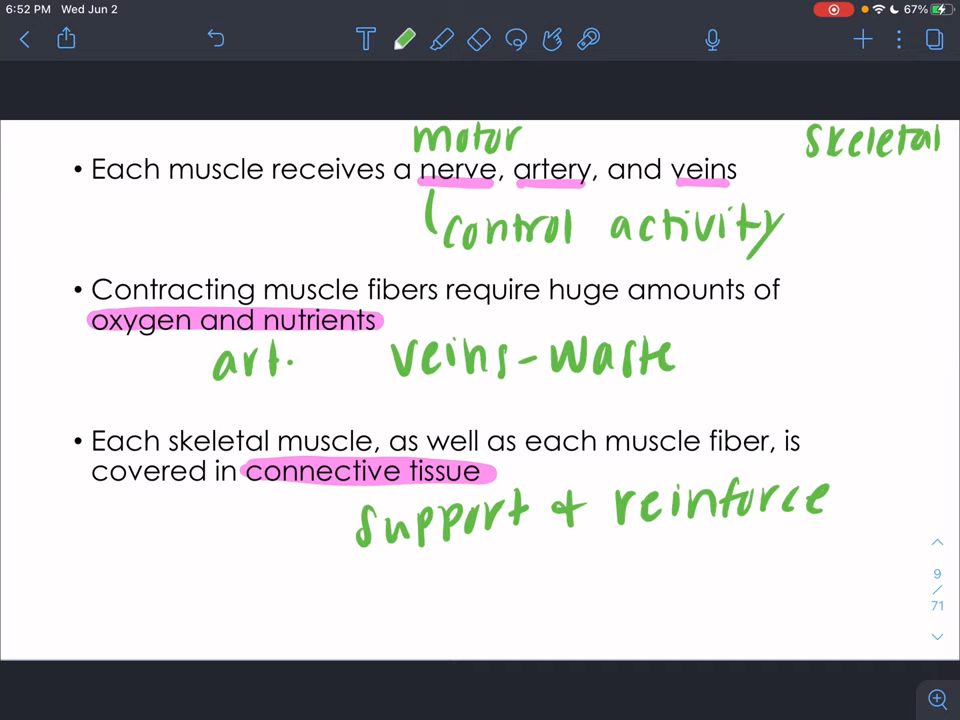 6:52 PM Wed Jun 2
67%
T
motor
skeletal
• Each muscle receives a nerve, artery, and veins
control activity
• Contracting muscle fibers require huge amounts of
oxygen and nutrients
art. veins - waste
• Each skeletal muscle, as well as each muscle fiber, is
covered in connective tissue
support & reinforce
9
/
71